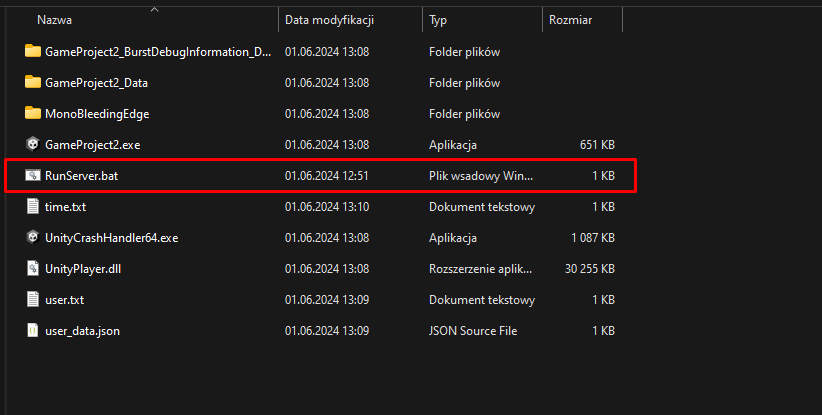 Nazwa Data modyfikacji Typ Rozmiar
GameProject2_BurstDebugInformation_D... 01.06.2024 13:08 Folder plików
GameProject2_Data 01.06.2024 13:08 Folder plików
MonoBleedingEdge 01.06.2024 13:08 Folder plików
GameProject2.exe 01.06.2024 13:08 Aplikacja 651 KB
RunServer.bat 01.06.2024 12:51 Plik wsadowy Win... 1 KB
time.txt 01.06.2024 13:10 Dokument tekstowy 1 KB
UnityCrashHandler64.exe 01.06.2024 13:08 Aplikacja 1 087 KB
UnityPlayer.dll 01.06.2024 13:08 Rozszerzenie aplik... 30 255 KB
user.txt 01.06.2024 13:09 Dokument tekstowy 1 KB
user_data.json 01.06.2024 13:09 JSON Source File 1 KB